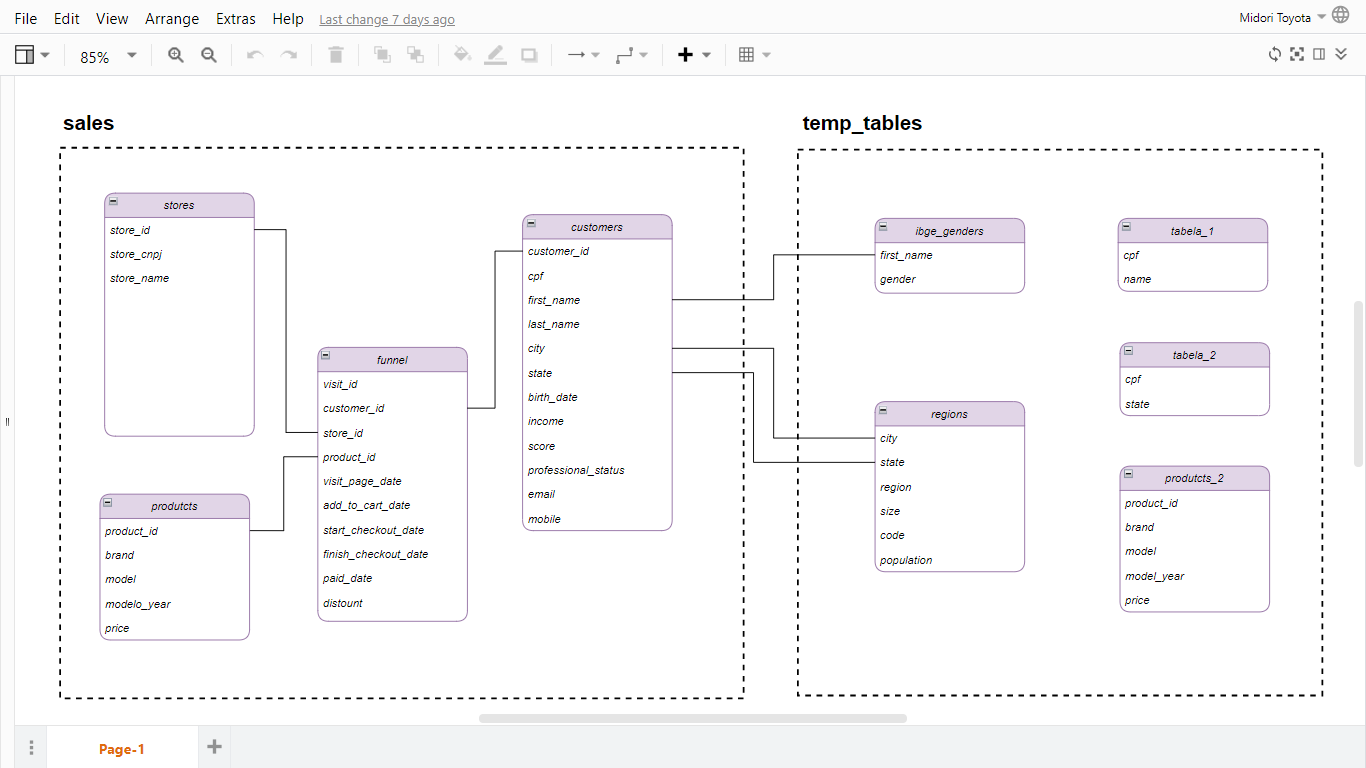 File Edit View Arrange Extras Help Last change 7 days ago
Midori Toyota
85%
sales
stores
store_id
store_cnpj
store_name
produtcts
product_id
brand
model
modelo_year
price
funnel
visit_id
customer_id
store_id
product_id
visit_page_date
add_to_cart_date
start_checkout_date
finish_checkout_date
paid_date
distount
customers
customer_id
cpf
first_name
last_name
city
state
birth_date
income
score
professional_status
email
mobile
temp_tables
ibge_genders
first_name
gender
regions
city
state
region
size
code
population
tabela_1
cpf
name
tabela_2
cpf
state
produtcts_2
product_id
brand
model
model_year
price
Page-1